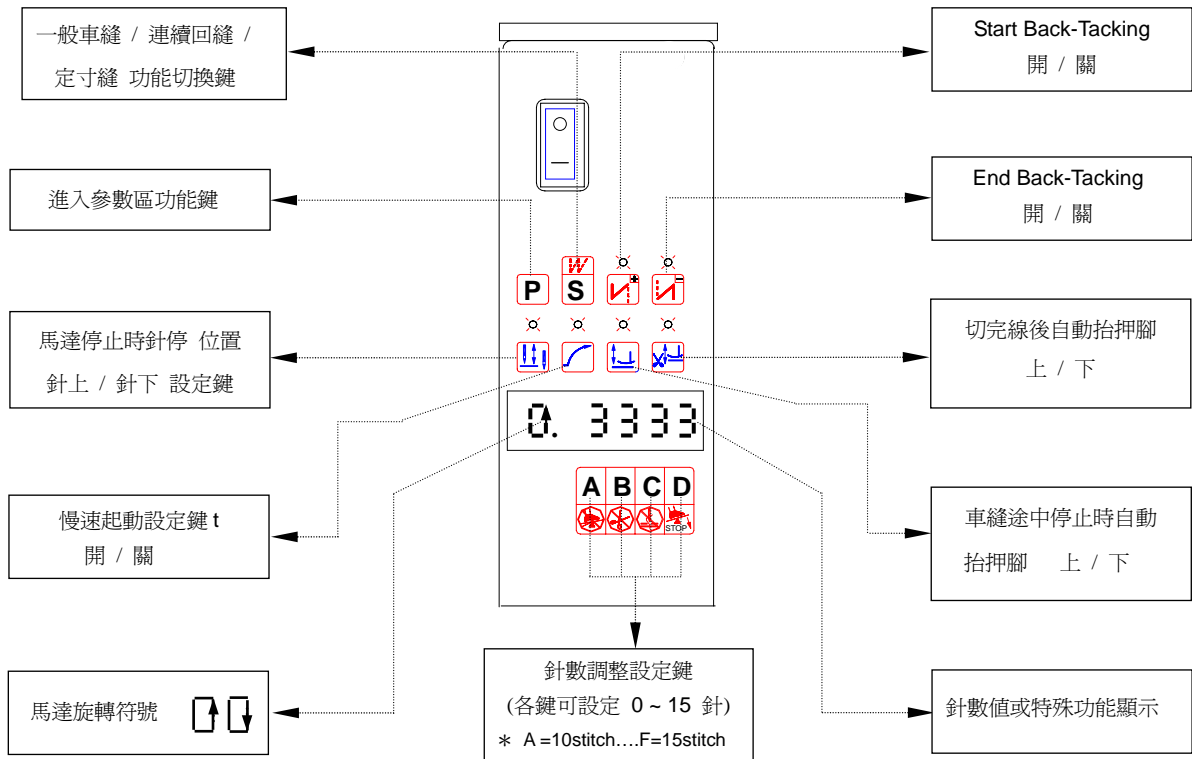 一般車縫 / 連續回縫 /
定寸縫 功能切換鍵
Start Back-Tacking
開 / 關
進入參數區功能鍵
End Back-Tacking
開 / 關
W
P S + -
馬達停止時針停 位置
針上 / 針下 設定鍵
切完線後自動抬押腳
上 / 下
0. 3333
A B C D
STOP
慢速起動設定鍵 t
開 / 關
車縫途中停止時自動
抬押腳 上 / 下
馬達旋轉符號
針數調整設定鍵
(各鍵可設定 0 ~ 15 針)
* A =10stitch....F=15stitch
針數值或特殊功能顯示